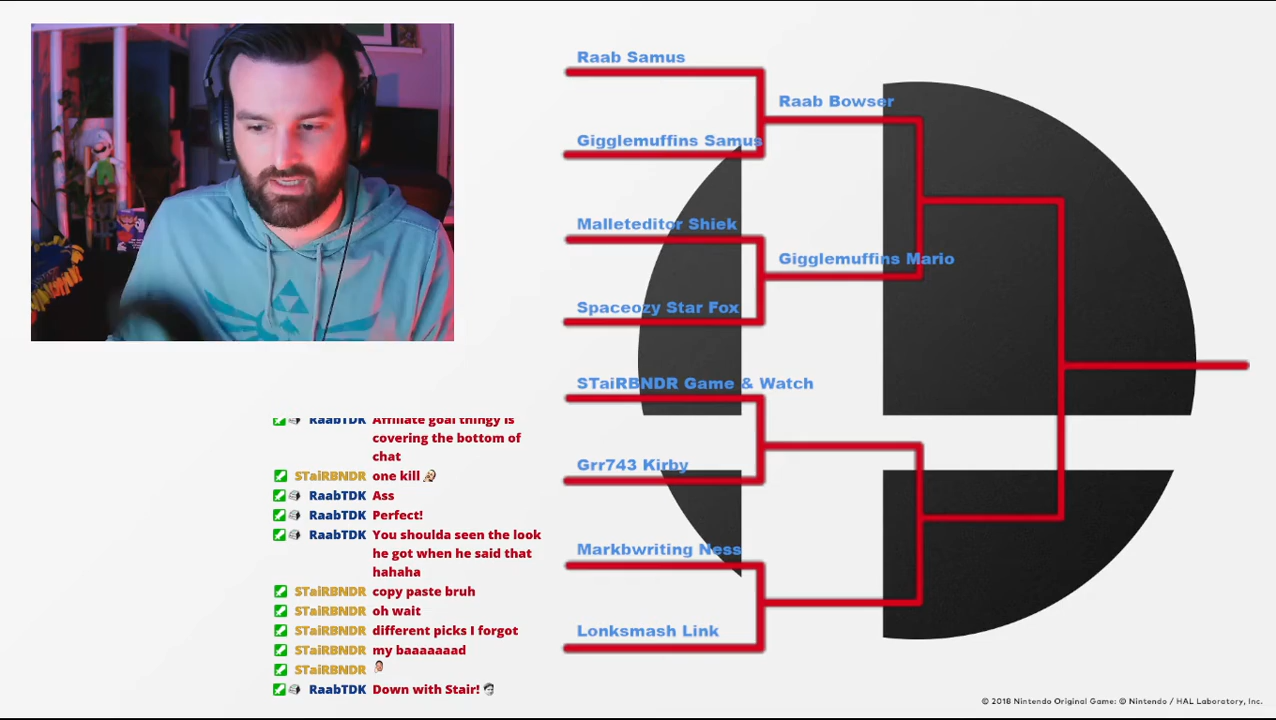 Raab Samus
Raab Bowser
Gigglemuffins Samus
Malleteditor Shiek
Gigglemuffins Mario
Spaceozy Star Fox
STaiRBNDR Game & Watch
Grr743 Kirby
Markbwriting Ness
Lonksmash Link
RaabTDK Affiliate goal thingy is
covering the bottom of
chat
STaiRBNDR one kill
RaabTDK Ass
RaabTDK Perfect!
RaabTDK You shoulda seen the look
he got when he said that
hahaha
STaiRBNDR copy paste bruh
STaiRBNDR oh wait
STaiRBNDR different picks I forgot
STaiRBNDR my baaaaaaad
STaiRBNDR
RaabTDK Down with Stair!
© 2018 Nintendo Original Game: © Nintendo / HAL Laboratory, Inc.